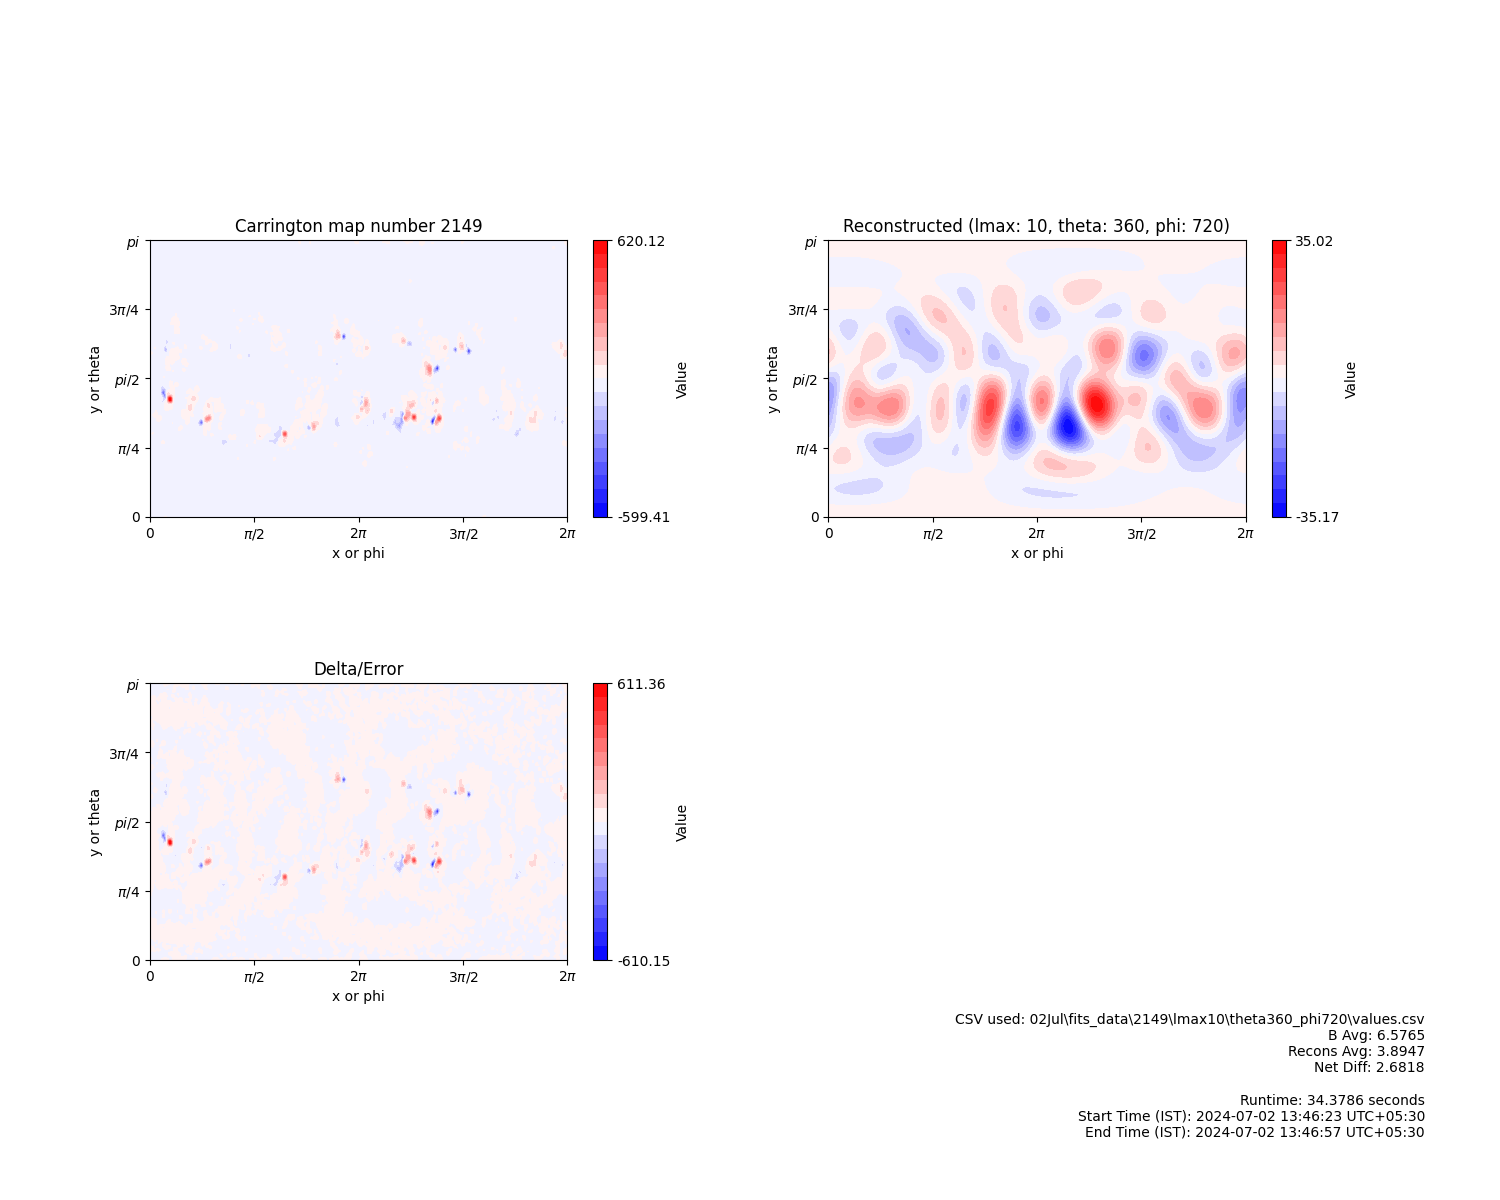 Carrington map number 2149
pi
3π/4
pi/2
π/4
0
y or theta
0
π/2
2π
3π/2
2π
x or phi
620.12
-599.41
Value
Reconstructed (lmax: 10, theta: 360, phi: 720)
pi
3π/4
pi/2
π/4
0
y or theta
0
π/2
2π
3π/2
2π
x or phi
35.02
-35.17
Value
Delta/Error
pi
3π/4
pi/2
π/4
0
y or theta
0
π/2
2π
3π/2
2π
x or phi
611.36
-610.15
Value
CSV used: 02Jul\fits_data\2149\lmax10\theta360_phi720\values.csv
B Avg: 6.5765
Recons Avg: 3.8947
Net Diff: 2.6818
Runtime: 34.3786 seconds
Start Time (IST): 2024-07-02 13:46:23 UTC+05:30
End Time (IST): 2024-07-02 13:46:57 UTC+05:30